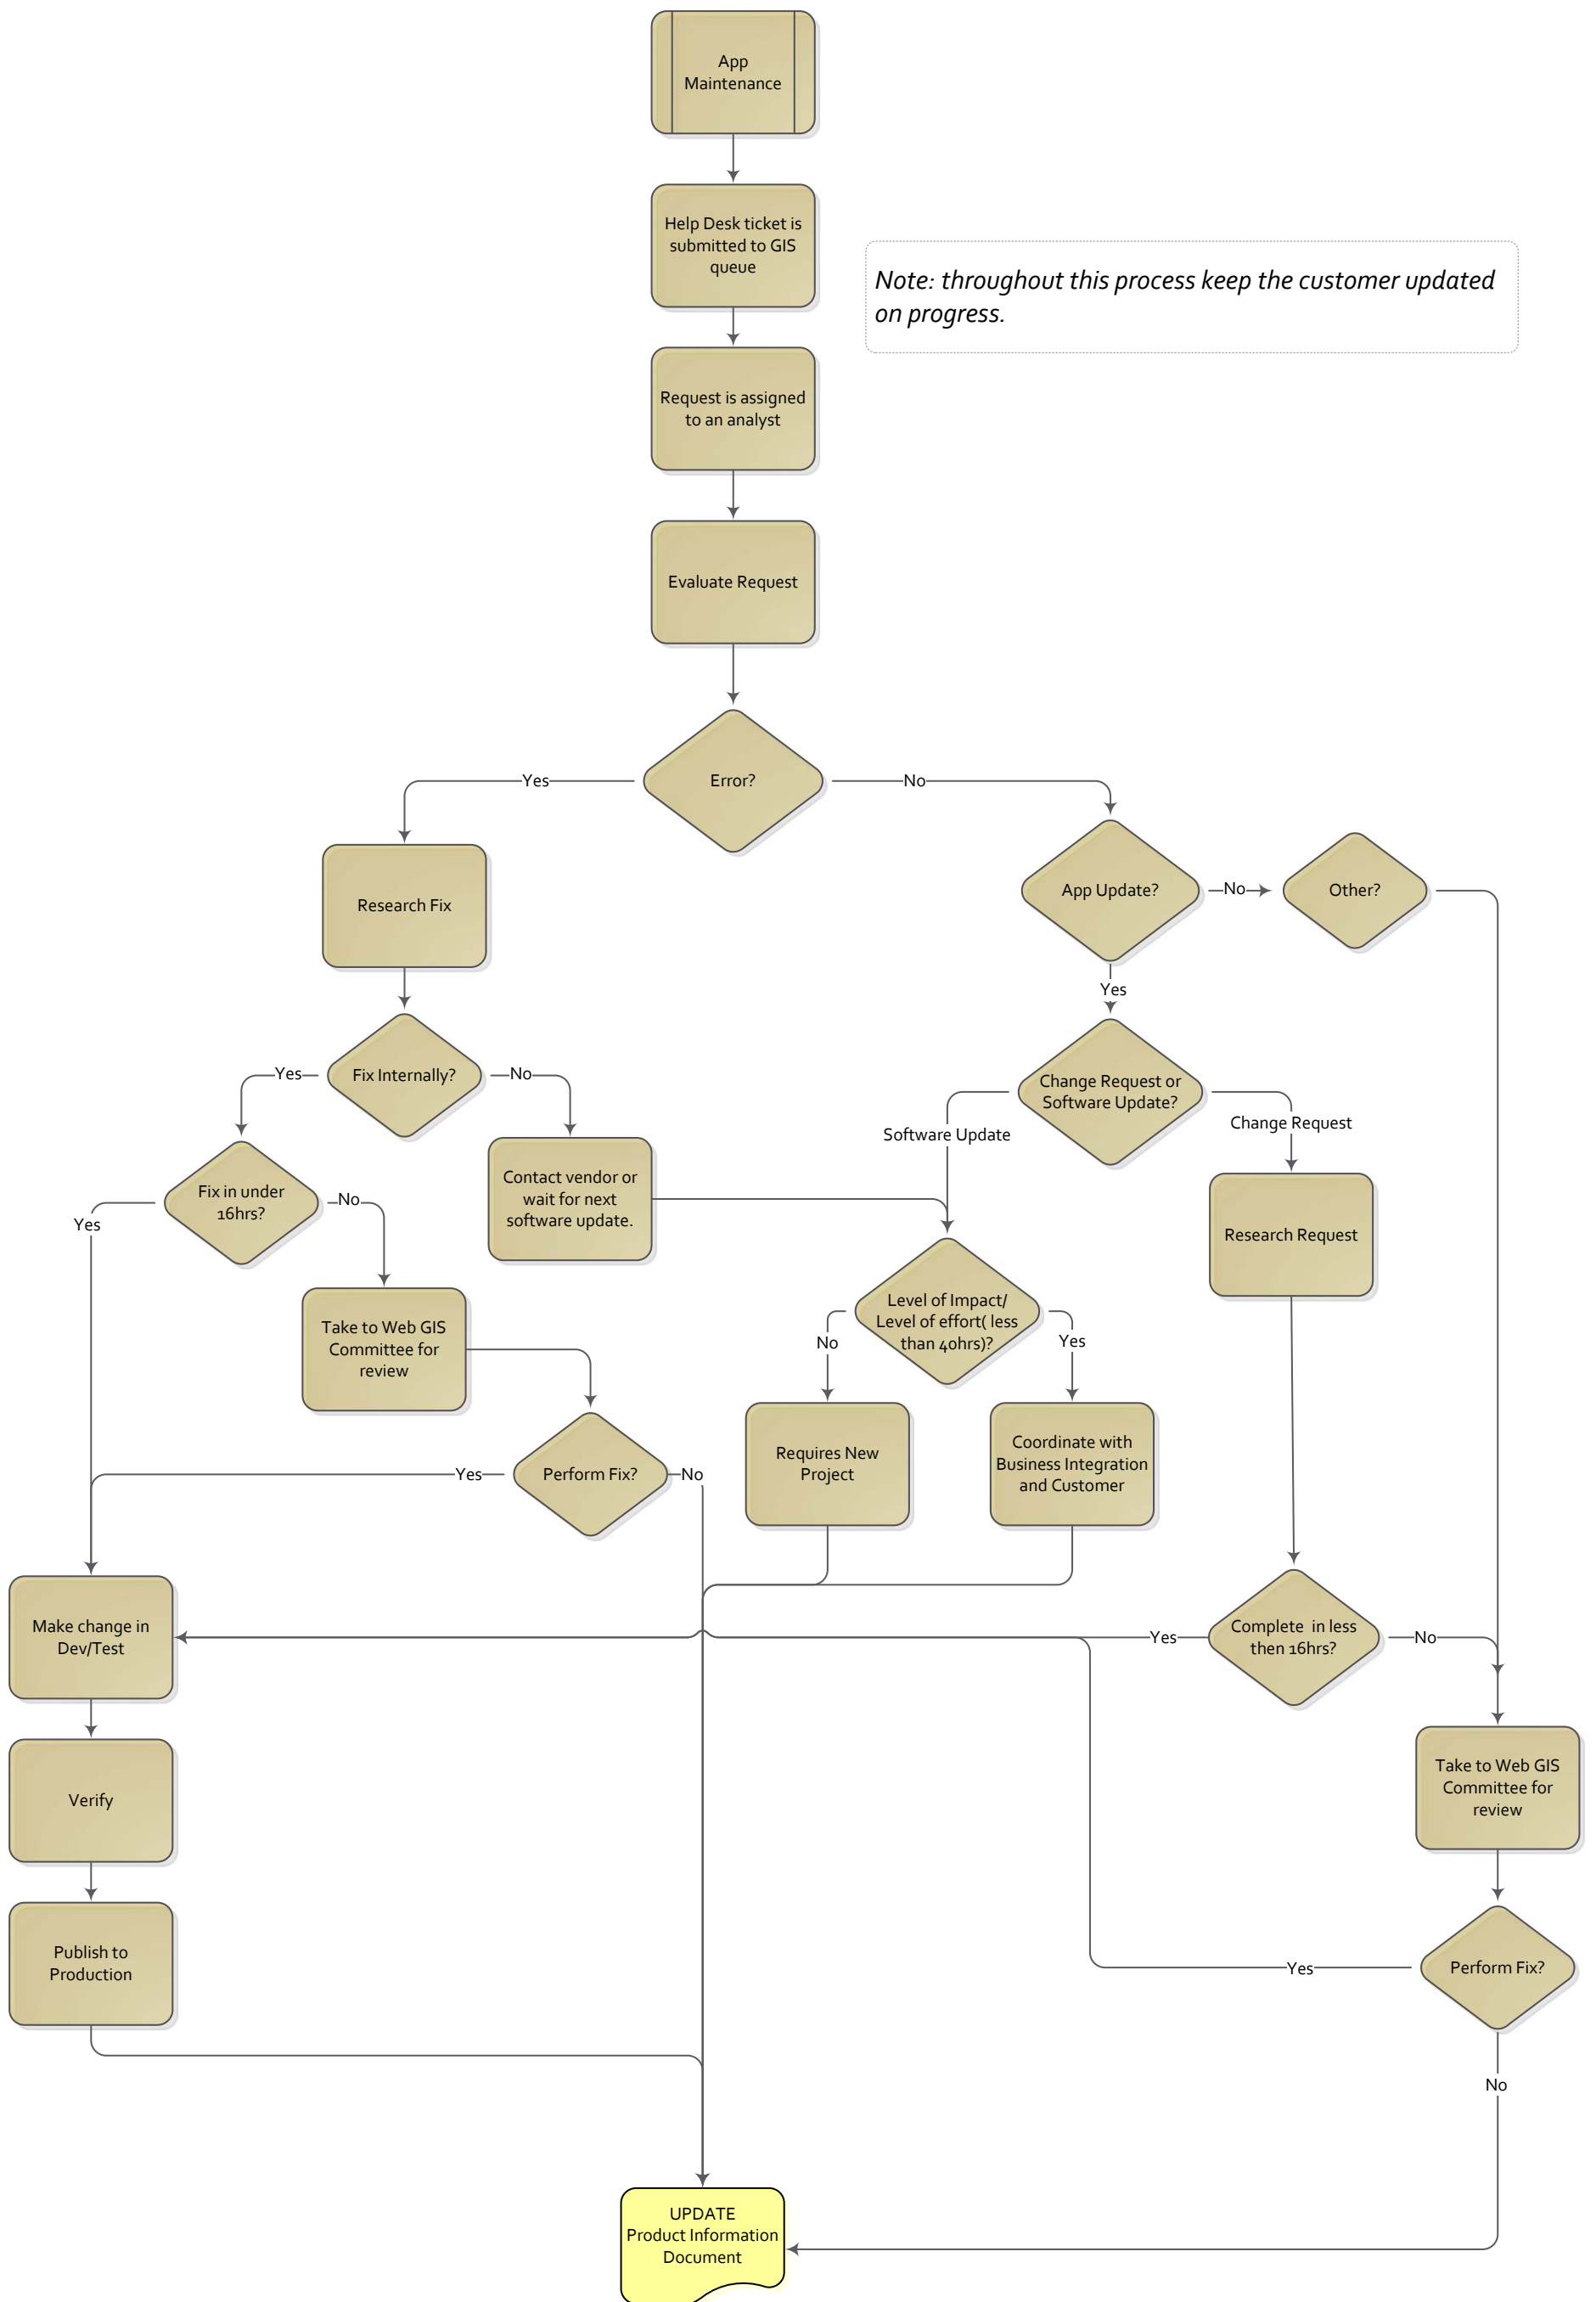 App
Maintenance
Help Desk ticket is
submitted to GIS
queue
Note: throughout this process keep the customer updated
on progress.
Request is assigned
to an analyst
Evaluate Request
Error?
Yes
No
Research Fix
App Update?
No
Other?
Yes
Fix Internally?
Yes
No
Change Request or
Software Update?
Software Update
Change Request
Fix in under
16hrs?
Yes
No
Contact vendor or
wait for next
software update.
Research Request
Take to Web GIS
Committee for
review
Level of Impact/
Level of effort( less
than 40hrs)?
No
Yes
Perform Fix?
Yes
No
Requires New
Project
Coordinate with
Business Integration
and Customer
Make change in
Dev/Test
Complete  in less
then 16hrs?
Yes
No
Verify
Take to Web GIS
Committee for
review
Publish to
Production
Perform Fix?
Yes
No
UPDATE
Product Information
Document